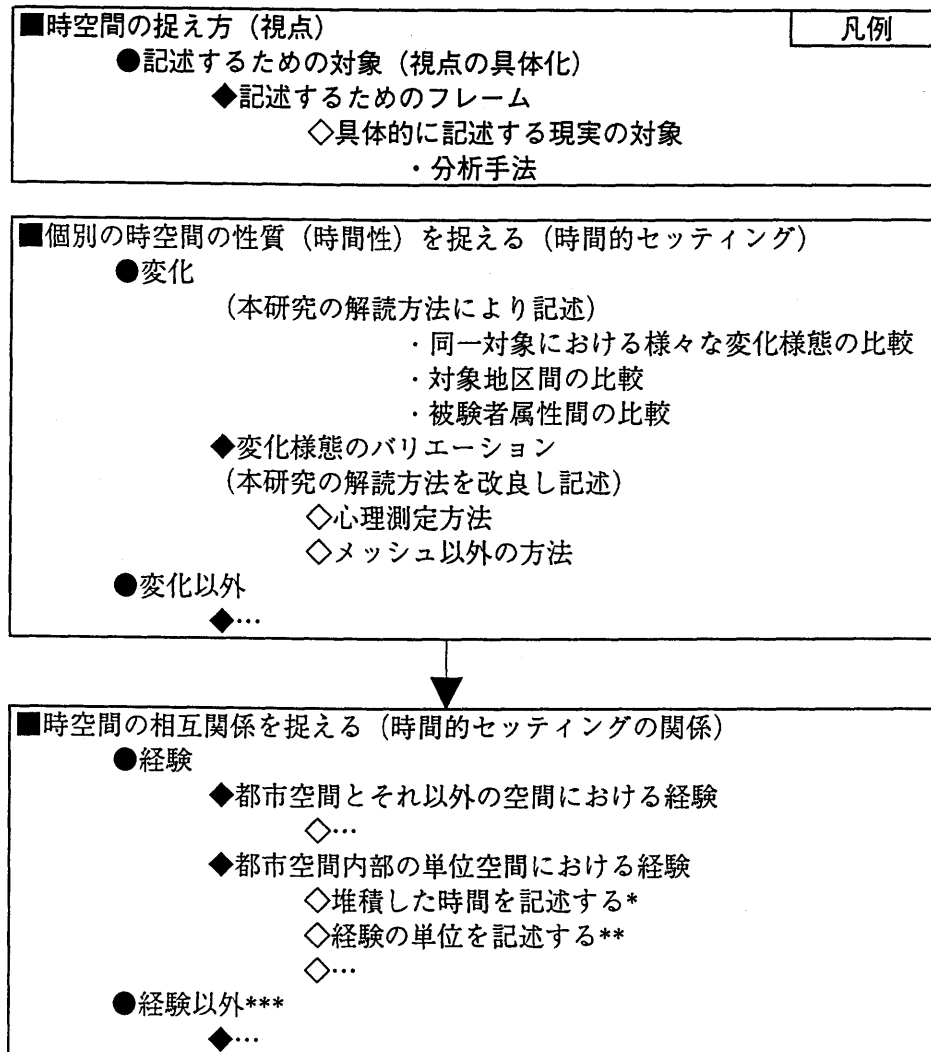 ■時空間の捉え方（視点）
凡例
●記述するための対象（視点の具体化）
◆記述するためのフレーム
◇具体的に記述する現実の対象
・分析手法
■個別の時空間の性質（時間性）を捉える（時間的セッティング）
●変化
（本研究の解読方法により記述）
・同一対象における様々な変化様態の比較
・対象地区間の比較
・被験者属性間の比較
◆変化様態のバリエーション
（本研究の解読方法を改良し記述）
◇心理測定方法
◇メッシュ以外の方法
●変化以外
◆…
■時空間の相互関係を捉える（時間的セッティングの関係）
●経験
◆都市空間とそれ以外の空間における経験
◇…
◆都市空間内部の単位空間における経験
◇堆積した時間を記述する*
◇経験の単位を記述する**
◇…
●経験以外***
◆…